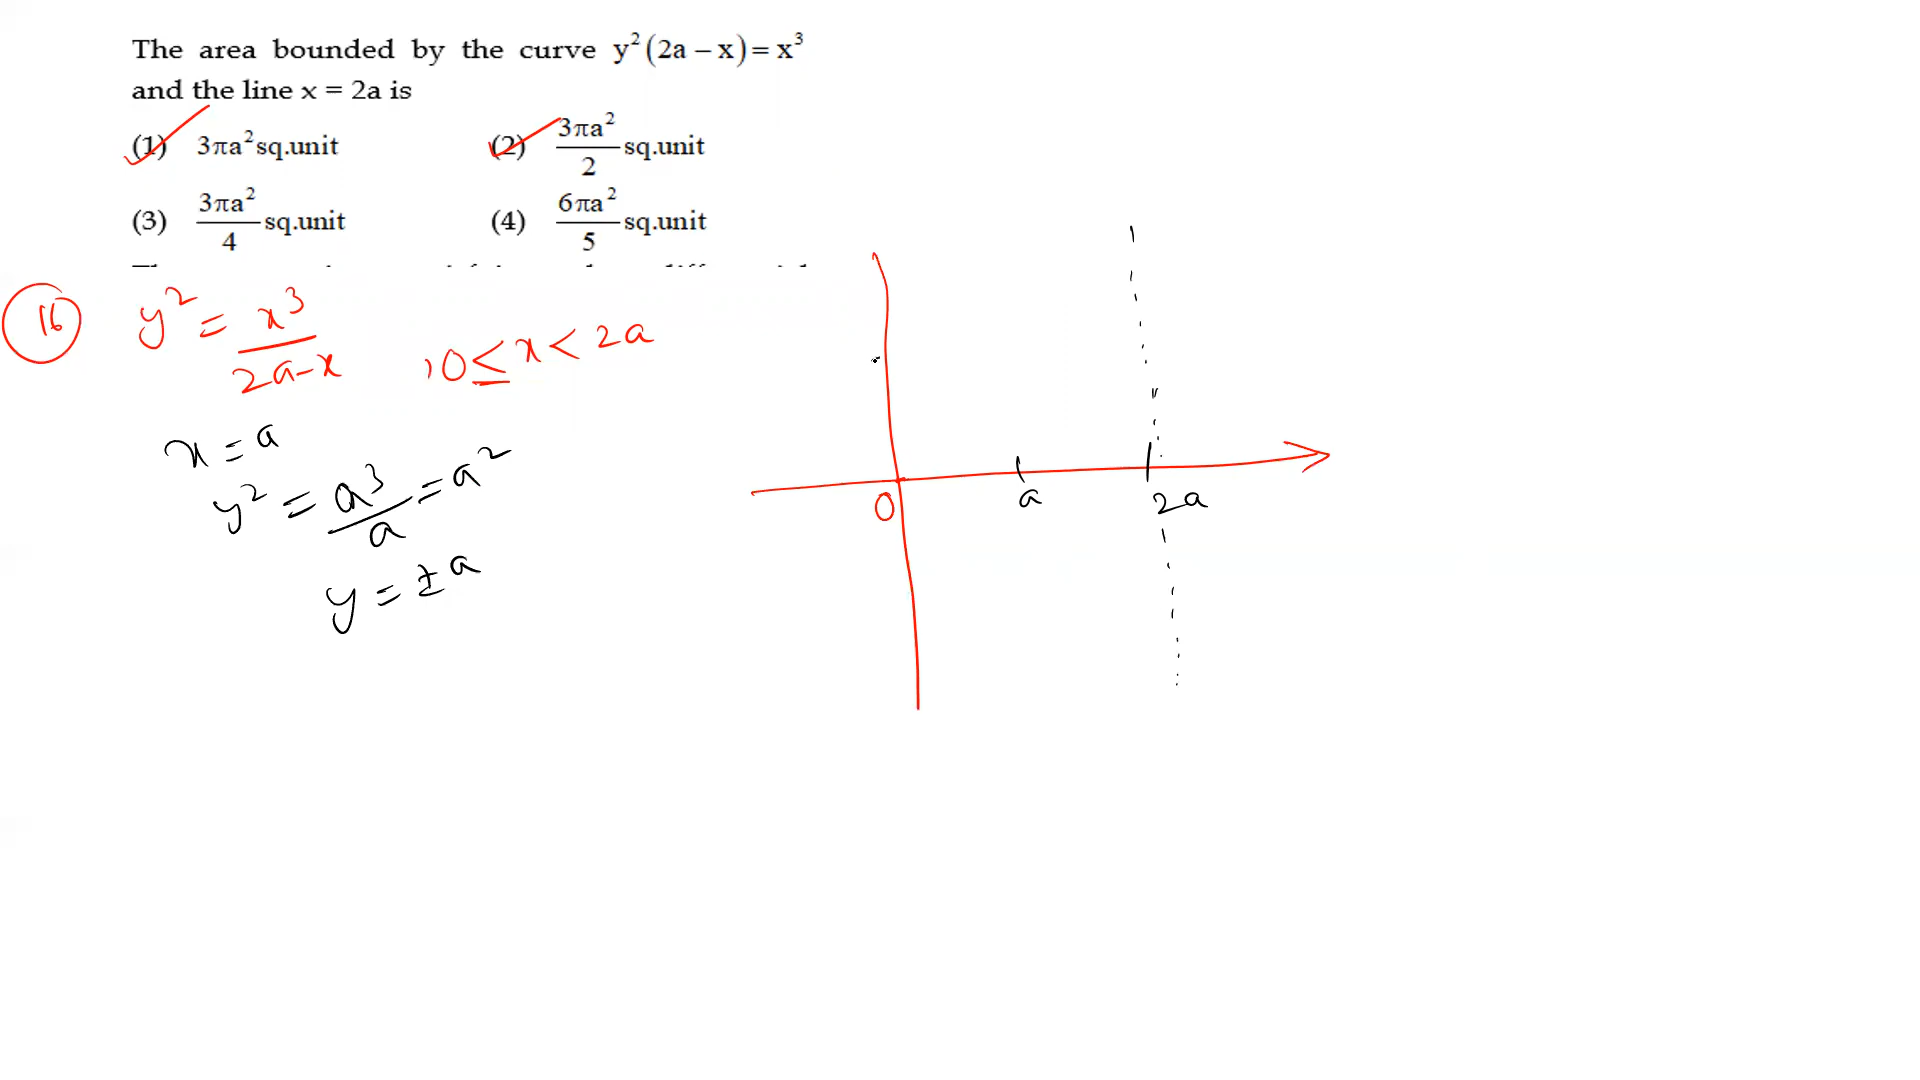 The area bounded by the curve y²(2a – x) = x³
and the line x = 2a is
(1) 3πa² sq.unit (2) 3πa²/2 sq.unit
(3) 3πa²/4 sq.unit (4) 6πa²/5 sq.unit
16 y² = x³/(2a-x) , 0 ≤ x < 2a
x = a
y² = a³/a = a²
y = ±a
0 a 2a